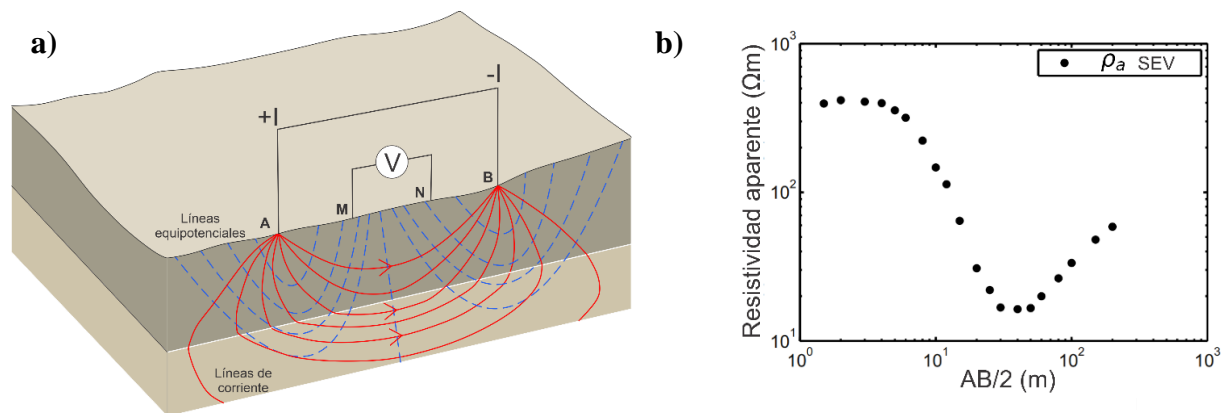 a)
+I
-I
V
A
M
N
B
Líneas
equipotenciales
Líneas de
corriente
b)
Resistividad aparente (Ωm)
10³
10²
10¹
ρₐ SEV
10⁰
10¹
10²
10³
AB/2 (m)